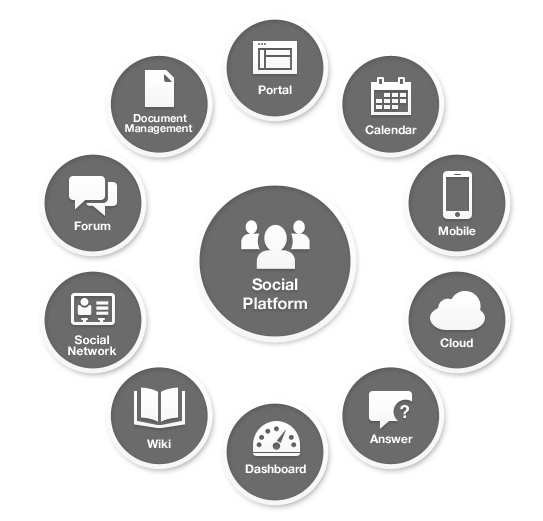 Portal
Calendar
Mobile
Cloud
Answer
?
Dashboard
Wiki
Social
Network
Forum
Document
Management
Social
Platform